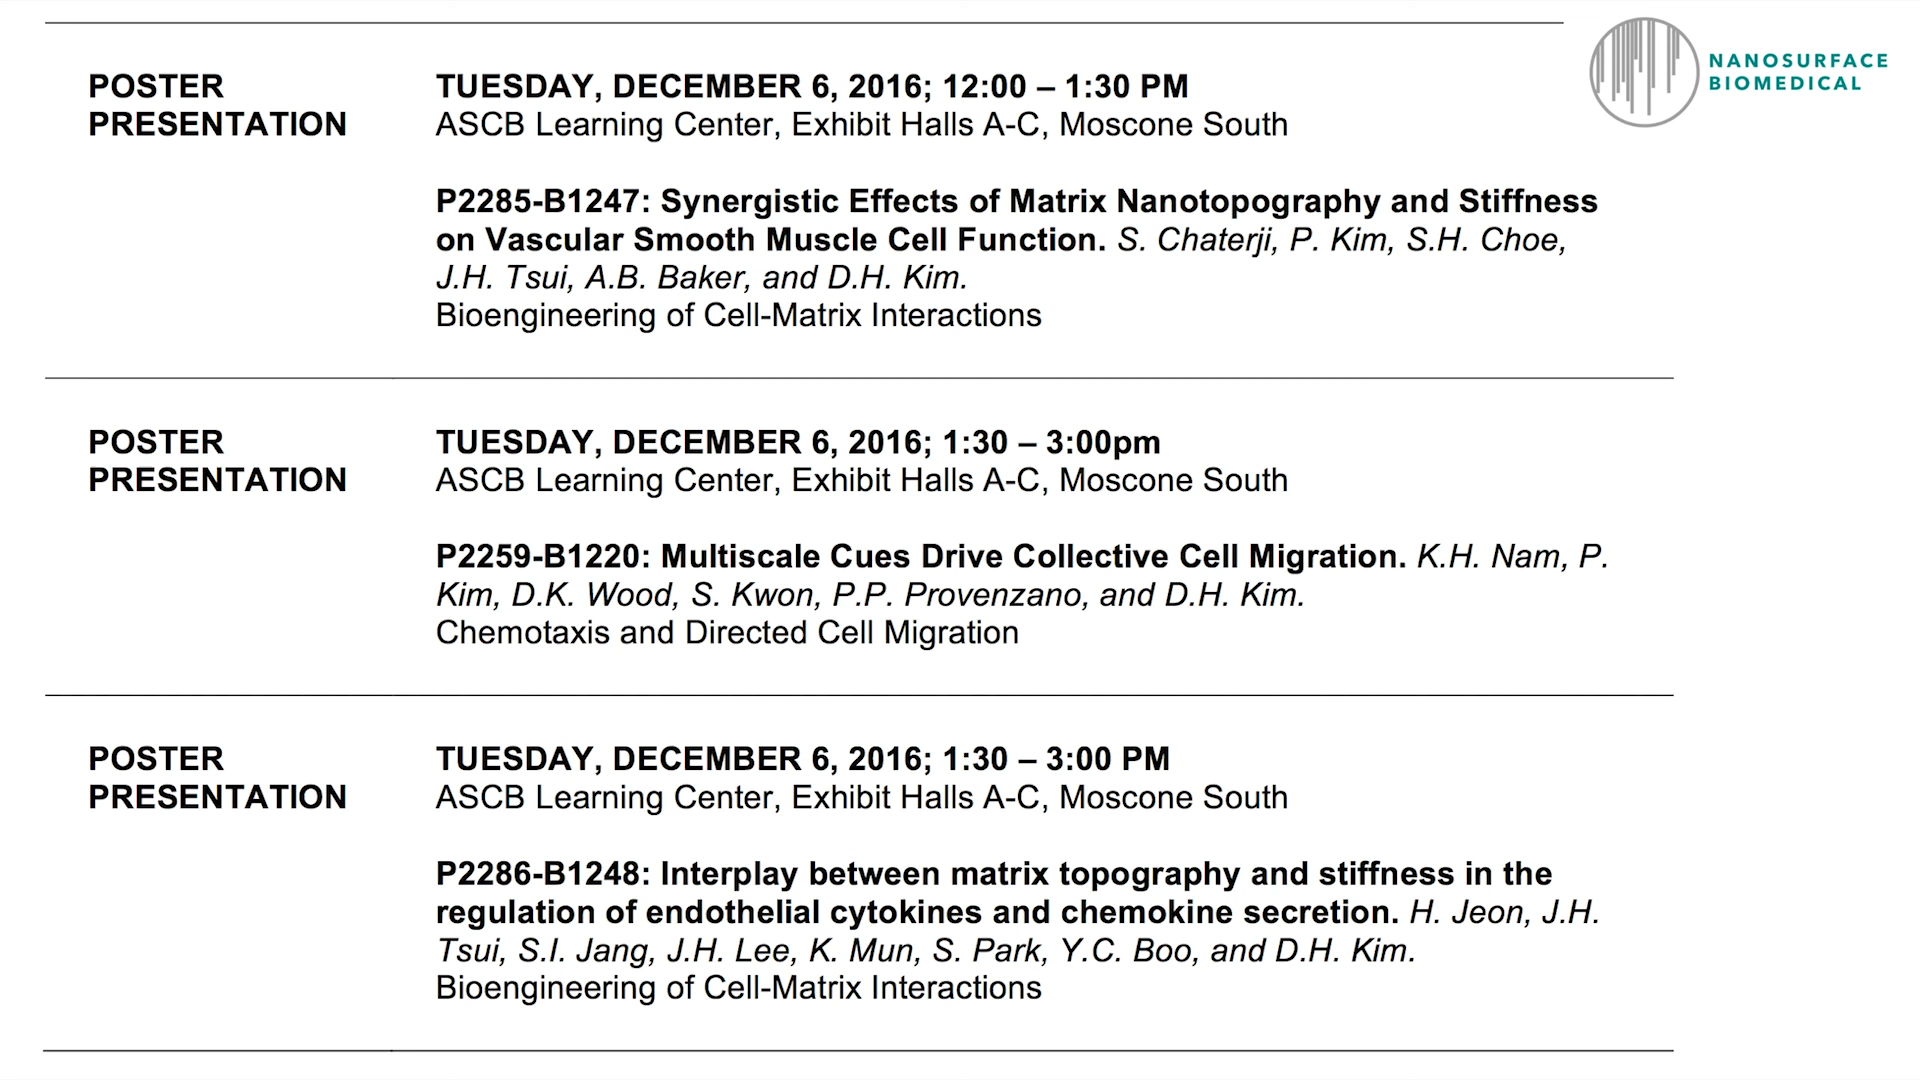 NANOSURFACE
BIOMEDICAL
POSTER
PRESENTATION
TUESDAY, DECEMBER 6, 2016; 12:00 – 1:30 PM
ASCB Learning Center, Exhibit Halls A-C, Moscone South
P2285-B1247: Synergistic Effects of Matrix Nanotopography and Stiffness
on Vascular Smooth Muscle Cell Function. S. Chaterji, P. Kim, S.H. Choe,
J.H. Tsui, A.B. Baker, and D.H. Kim.
Bioengineering of Cell-Matrix Interactions
POSTER
PRESENTATION
TUESDAY, DECEMBER 6, 2016; 1:30 – 3:00pm
ASCB Learning Center, Exhibit Halls A-C, Moscone South
P2259-B1220: Multiscale Cues Drive Collective Cell Migration. K.H. Nam, P.
Kim, D.K. Wood, S. Kwon, P.P. Provenzano, and D.H. Kim.
Chemotaxis and Directed Cell Migration
POSTER
PRESENTATION
TUESDAY, DECEMBER 6, 2016; 1:30 – 3:00 PM
ASCB Learning Center, Exhibit Halls A-C, Moscone South
P2286-B1248: Interplay between matrix topography and stiffness in the
regulation of endothelial cytokines and chemokine secretion. H. Jeon, J.H.
Tsui, S.I. Jang, J.H. Lee, K. Mun, S. Park, Y.C. Boo, and D.H. Kim.
Bioengineering of Cell-Matrix Interactions